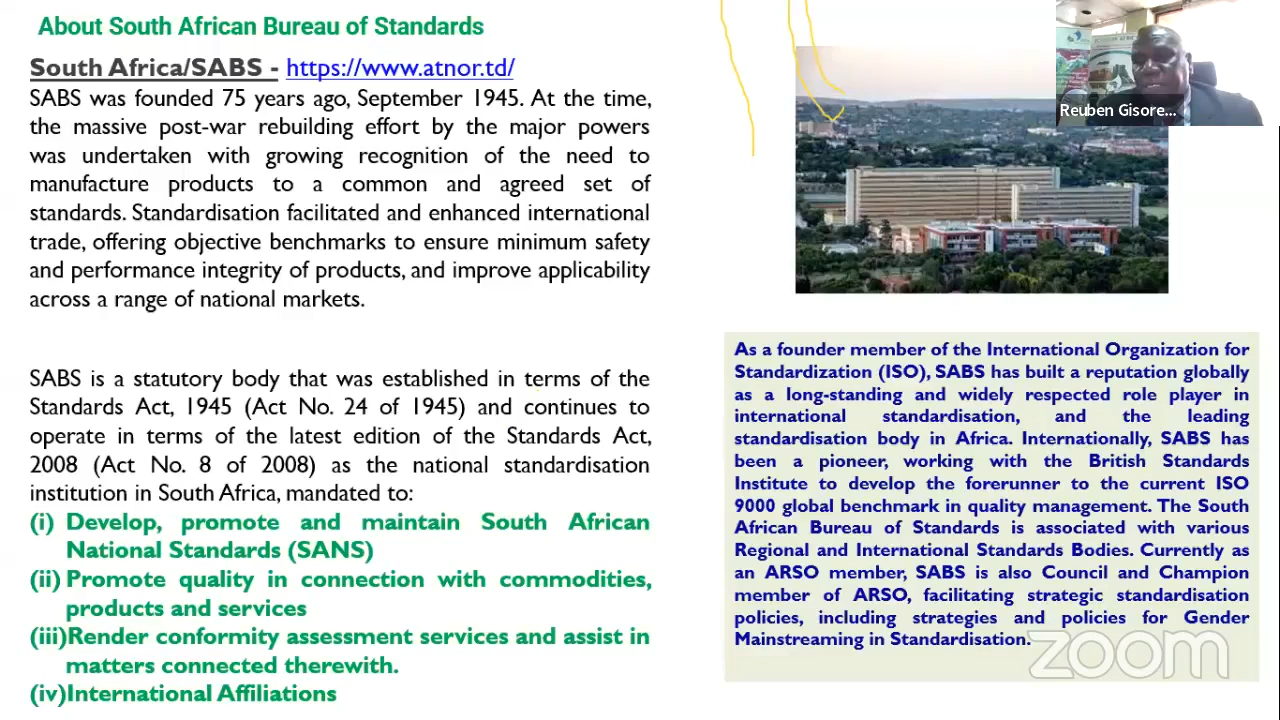 About South African Bureau of Standards
South Africa/SABS - https://www.atnor.td/
SABS was founded 75 years ago, September 1945. At the time,
the massive post-war rebuilding effort by the major powers
was undertaken with growing recognition of the need to
manufacture products to a common and agreed set of
standards. Standardisation facilitated and enhanced international
trade, offering objective benchmarks to ensure minimum safety
and performance integrity of products, and improve applicability
across a range of national markets.
SABS is a statutory body that was established in terms of the
Standards Act, 1945 (Act No. 24 of 1945) and continues to
operate in terms of the latest edition of the Standards Act,
2008 (Act No. 8 of 2008) as the national standardisation
institution in South Africa, mandated to:
(i) Develop, promote and maintain South African
National Standards (SANS)
(ii) Promote quality in connection with commodities,
products and services
(iii)Render conformity assessment services and assist in
matters connected therewith.
(iv)International Affiliations
Reuben Gisore...
As a founder member of the International Organization for
Standardization (ISO), SABS has built a reputation globally
as a long-standing and widely respected role player in
international standardisation, and the leading
standardisation body in Africa. Internationally, SABS has
been a pioneer, working with the British Standards
Institute to develop the forerunner to the current ISO
9000 global benchmark in quality management. The South
African Bureau of Standards is associated with various
Regional and International Standards Bodies. Currently as
an ARSO member, SABS is also Council and Champion
member of ARSO, facilitating strategic standardisation
policies, including strategies and policies for Gender
Mainstreaming in Standardisation.
zoom